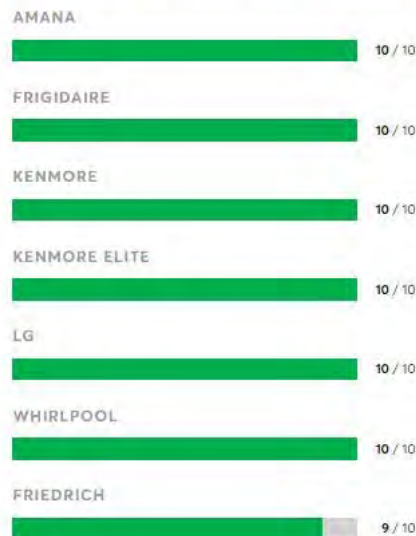 AMANA
10 / 10
FRIGIDAIRE
10 / 10
KENMORE
10 / 10
KENMORE ELITE
10 / 10
LG
10 / 10
WHIRLPOOL
10 / 10
FRIEDRICH
9 / 10